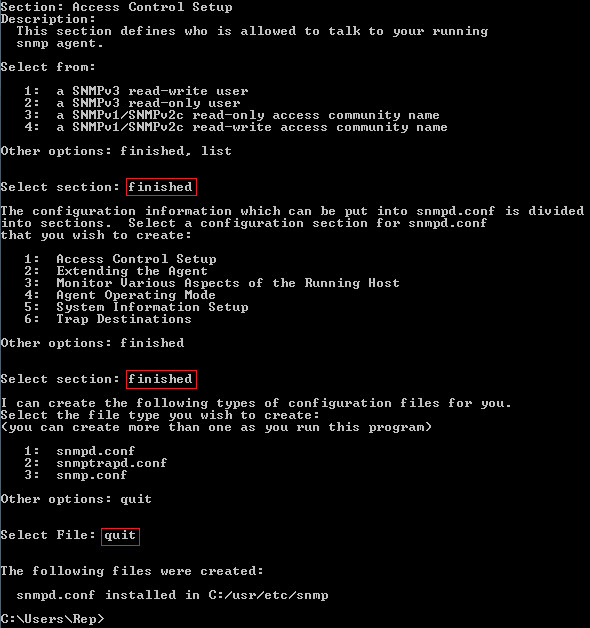 Section: Access Control Setup
Description:
  This section defines who is allowed to talk to your running
  snmp agent.

Select from:

   1:  a SNMPv3 read-write user
   2:  a SNMPv3 read-only user
   3:  a SNMPv1/SNMPv2c read-only access community name
   4:  a SNMPv1/SNMPv2c read-write access community name

Other options: finished, list

Select section: finished

The configuration information which can be put into snmpd.conf is divided
into sections.  Select a configuration section for snmpd.conf
that you wish to create:

   1:  Access Control Setup
   2:  Extending the Agent
   3:  Monitor Various Aspects of the Running Host
   4:  Agent Operating Mode
   5:  System Information Setup
   6:  Trap Destinations

Other options: finished

Select section: finished

I can create the following types of configuration files for you.
Select the file type you wish to create:
(you can create more than one as you run this program)

   1:  snmpd.conf
   2:  snmptrapd.conf
   3:  snmp.conf

Other options: quit

Select File: quit

The following files were created:

  snmpd.conf installed in C:/usr/etc/snmp

C:\Users\Rep>